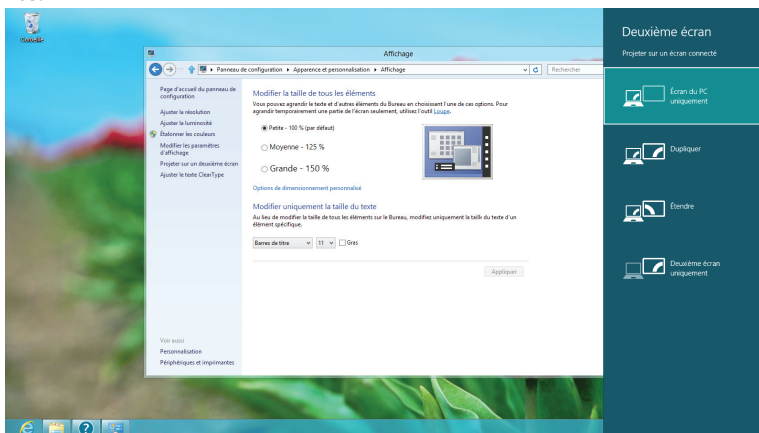 Corbeille
Affichage
Panneau de configuration
Apparence et personnalisation
Affichage
Rechercher
Page d'accueil du panneau de
configuration
Ajuster la résolution
Ajuster la luminosité
Étalonner les couleurs
Modifier les paramètres
d'affichage
Projeter sur un deuxième écran
Ajuster le texte ClearType
Voir aussi
Personnalisation
Périphériques et imprimantes
Modifier la taille de tous les éléments
Vous pouvez agrandir le texte et d'autres éléments du Bureau en choisissant l'une de ces options. Pour
agrandir temporairement une partie de l'écran seulement, utilisez l'outil Loupe.
Petite - 100 % (par défaut)
Moyenne - 125 %
Grande - 150 %
Options de dimensionnement personnalisé
Modifier uniquement la taille du texte
Au lieu de modifier la taille de tous les éléments sur le Bureau, modifiez uniquement la taille du texte d'un
élément spécifique.
Barres de titre 11 Gras
Appliquer
Deuxième écran
Projeter sur un écran connecté
Écran du PC
uniquement
Dupliquer
Étendre
Deuxième écran
uniquement